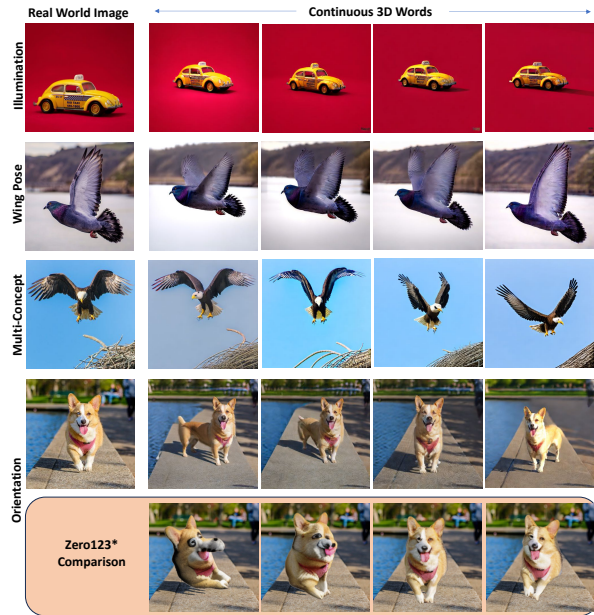 Real World Image
Continuous 3D Words
Illumination
Wing Pose
Multi-Concept
Orientation
Zero123*
Comparison